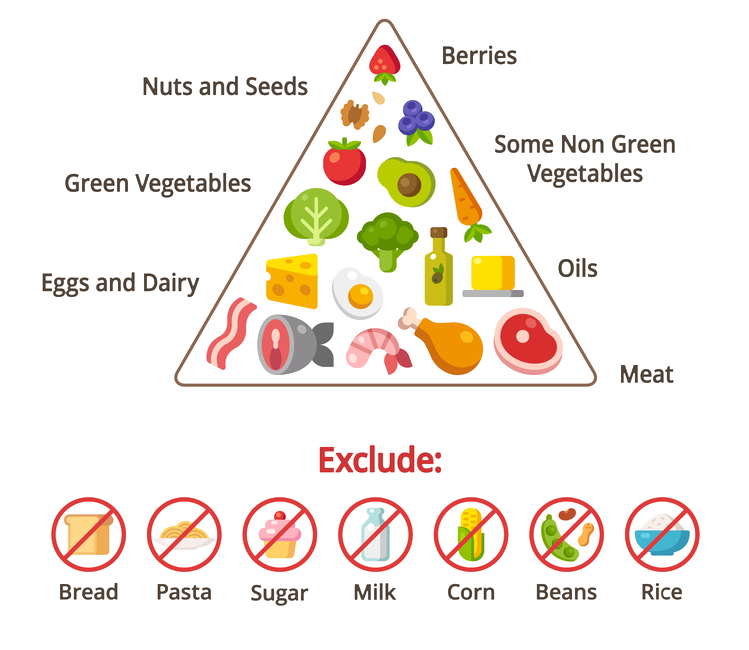 Berries
Nuts and Seeds
Some Non Green
Vegetables
Green Vegetables
Oils
Eggs and Dairy
Meat
Exclude:
Bread
Pasta
Sugar
Milk
Corn
Beans
Rice